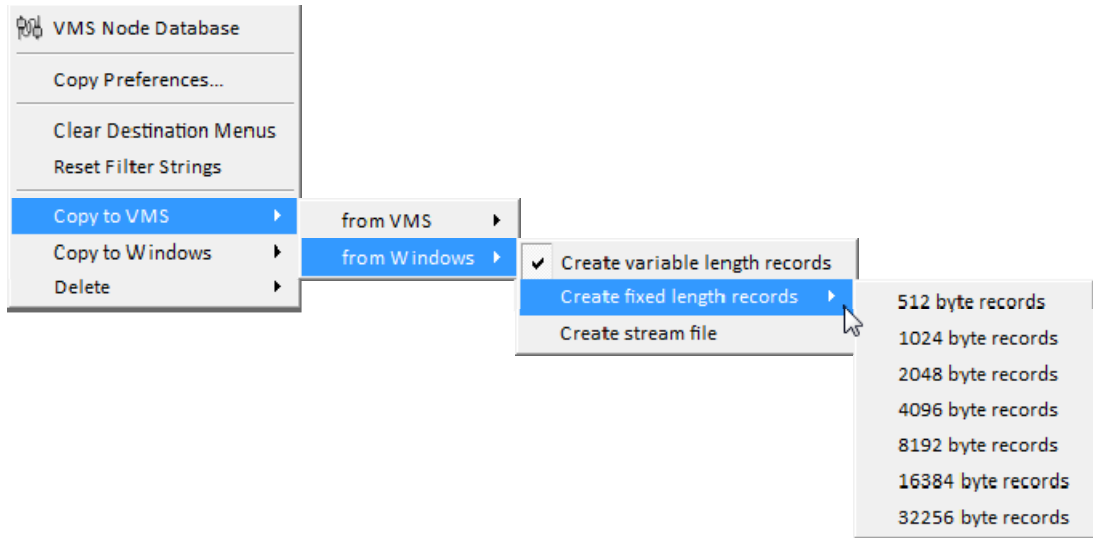 VMS Node Database
Copy Preferences...
Clear Destination Menus
Reset Filter Strings
Copy to VMS
Copy to Windows
Delete
from VMS
from Windows
Create variable length records
Create fixed length records
Create stream file
512 byte records
1024 byte records
2048 byte records
4096 byte records
8192 byte records
16384 byte records
32256 byte records